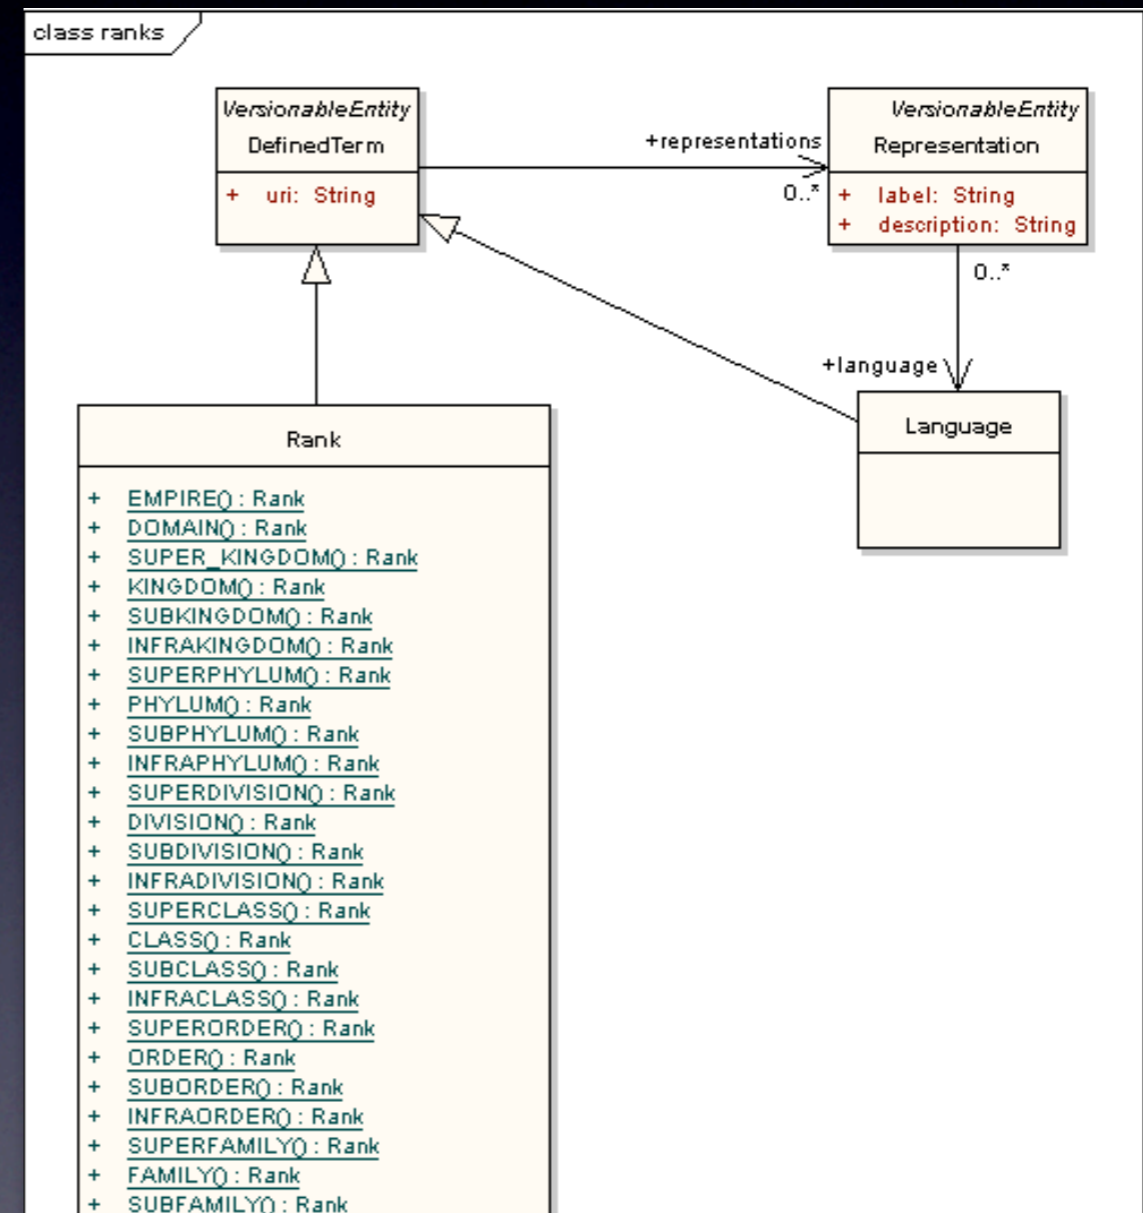 class ranks
VersionableEntity
DefinedTerm
+ uri: String
+representations
0..*
VersionableEntity
Representation
+ label: String
+ description: String
0..*
+language
Language
Rank
+ EMPIRE() : Rank
+ DOMAIN() : Rank
+ SUPER_KINGDOM() : Rank
+ KINGDOM() : Rank
+ SUBKINGDOM() : Rank
+ INFRAKINGDOM() : Rank
+ SUPERPHYLUM() : Rank
+ PHYLUM() : Rank
+ SUBPHYLUM() : Rank
+ INFRAPHYLUM() : Rank
+ SUPERDIVISION() : Rank
+ DIVISION() : Rank
+ SUBDIVISION() : Rank
+ INFRADIVISION() : Rank
+ SUPERCLASS() : Rank
+ CLASS() : Rank
+ SUBCLASS() : Rank
+ INFRACLASS() : Rank
+ SUPERORDER() : Rank
+ ORDER() : Rank
+ SUBORDER() : Rank
+ INFRAORDER() : Rank
+ SUPERFAMILY() : Rank
+ FAMILY() : Rank
+ SUBFAMILY() : Rank